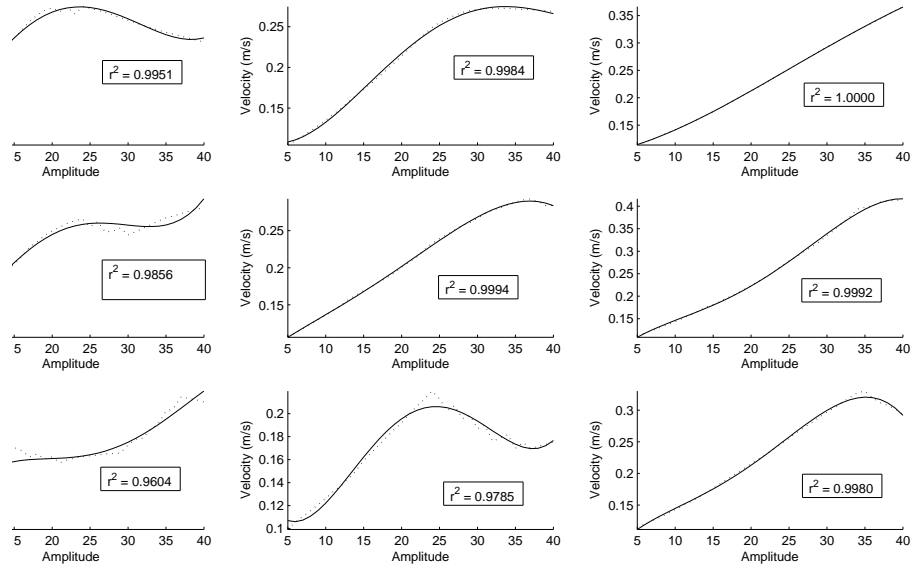 r² = 0.9951
5 20 25 30 35 40
Amplitude
Velocity (m/s)
0.25
0.2
0.15
r² = 0.9984
5 10 15 20 25 30 35 40
Amplitude
Velocity (m/s)
0.35
0.3
0.25
0.2
0.15
r² = 1.0000
5 10 15 20 25 30 35 40
Amplitude
r² = 0.9856
5 20 25 30 35 40
Amplitude
Velocity (m/s)
0.25
0.2
0.15
r² = 0.9994
5 10 15 20 25 30 35 40
Amplitude
Velocity (m/s)
0.4
0.35
0.3
0.25
0.2
0.15
r² = 0.9992
5 10 15 20 25 30 35 40
Amplitude
r² = 0.9604
5 20 25 30 35 40
Amplitude
Velocity (m/s)
0.2
0.18
0.16
0.14
0.12
0.1
r² = 0.9785
5 10 15 20 25 30 35 40
Amplitude
Velocity (m/s)
0.3
0.25
0.2
0.15
r² = 0.9980
5 10 15 20 25 30 35 40
Amplitude